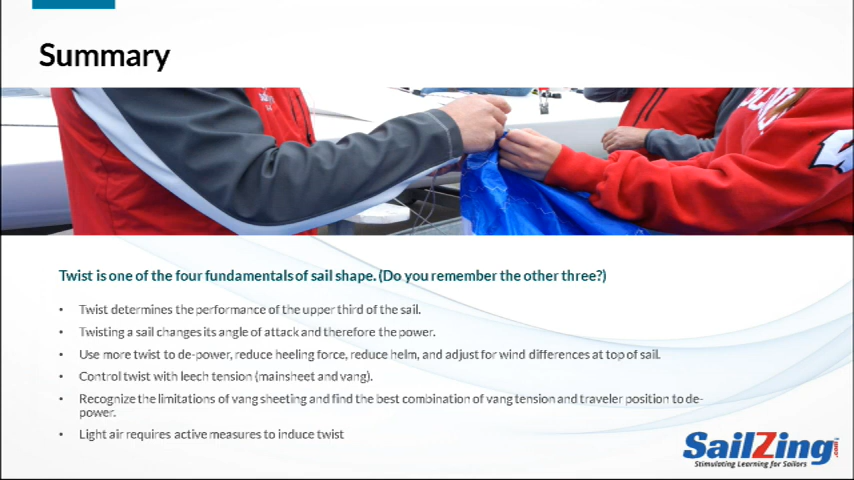 Summary
Twist is one of the four fundamentals of sail shape. (Do you remember the other three?)
• Twist determines the performance of the upper third of the sail.
• Twisting a sail changes its angle of attack and therefore the power.
• Use more twist to de-power, reduce heeling force, reduce helm, and adjust for wind differences at top of sail.
• Control twist with leech tension (mainsheet and vang).
• Recognize the limitations of vang sheeting and find the best combination of vang tension and traveler position to de-
power.
• Light air requires active measures to induce twist
SailZing
Stimulating Learning for Sailors